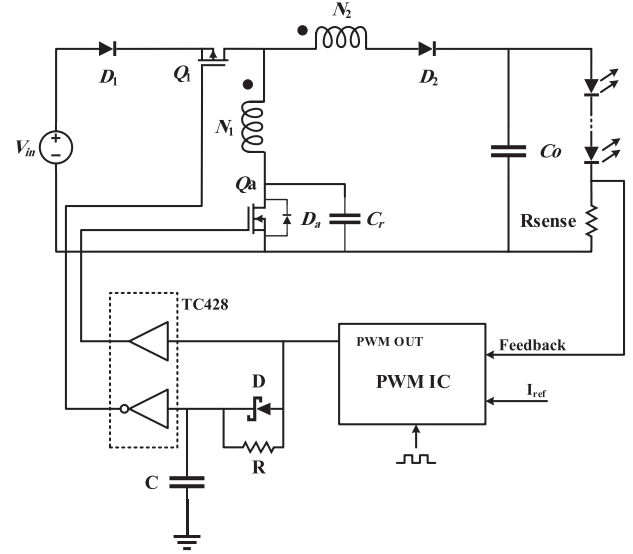 N2
D1
Q1
D2
N1
Vin
+
−
Qa
Da
Cr
Co
Rsense
TC428
PWM OUT
PWM IC
Feedback
Iref
D
R
C